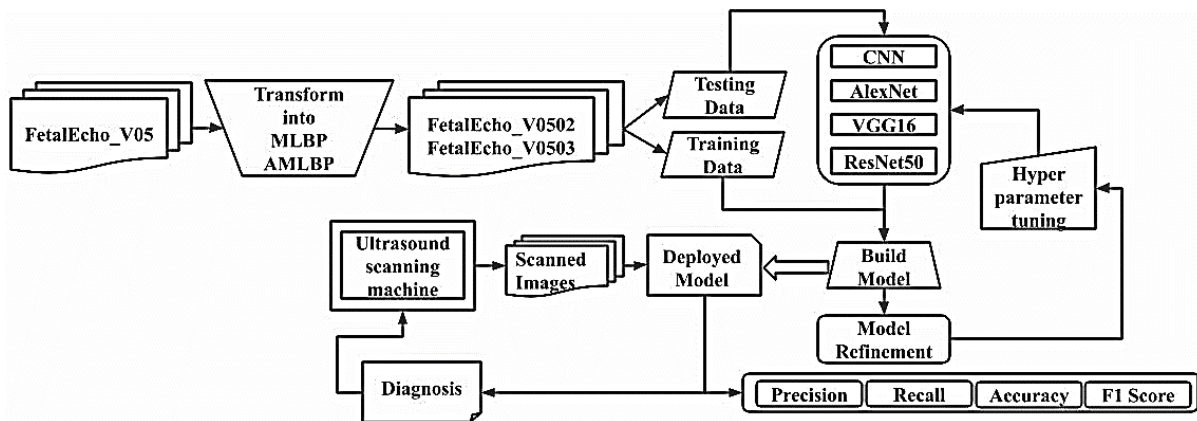 FetalEcho_V05
Transform
into
MLBP
AMLBP
FetalEcho_V0502
FetalEcho_V0503
Testing
Data
Training
Data
CNN
AlexNet
VGG16
ResNet50
Hyper
parameter
tuning
Ultrasound
scanning
machine
Scanned
Images
Deployed
Model
Build
Model
Model
Refinement
Diagnosis
Precision
Recall
Accuracy
F1 Score